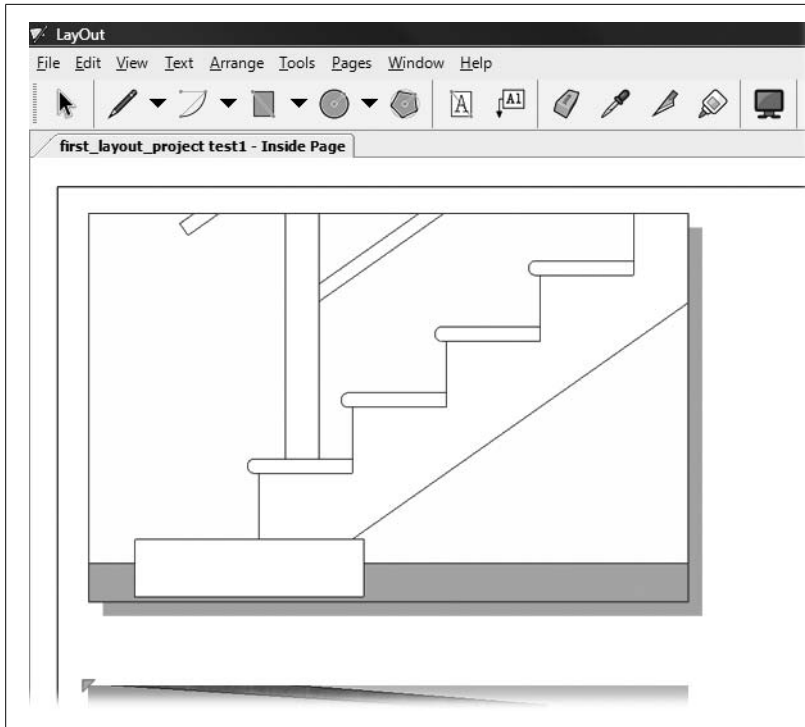 LayOut
File Edit View Text Arrange Tools Pages Window Help
A A1
first_layout_project test1 - Inside Page